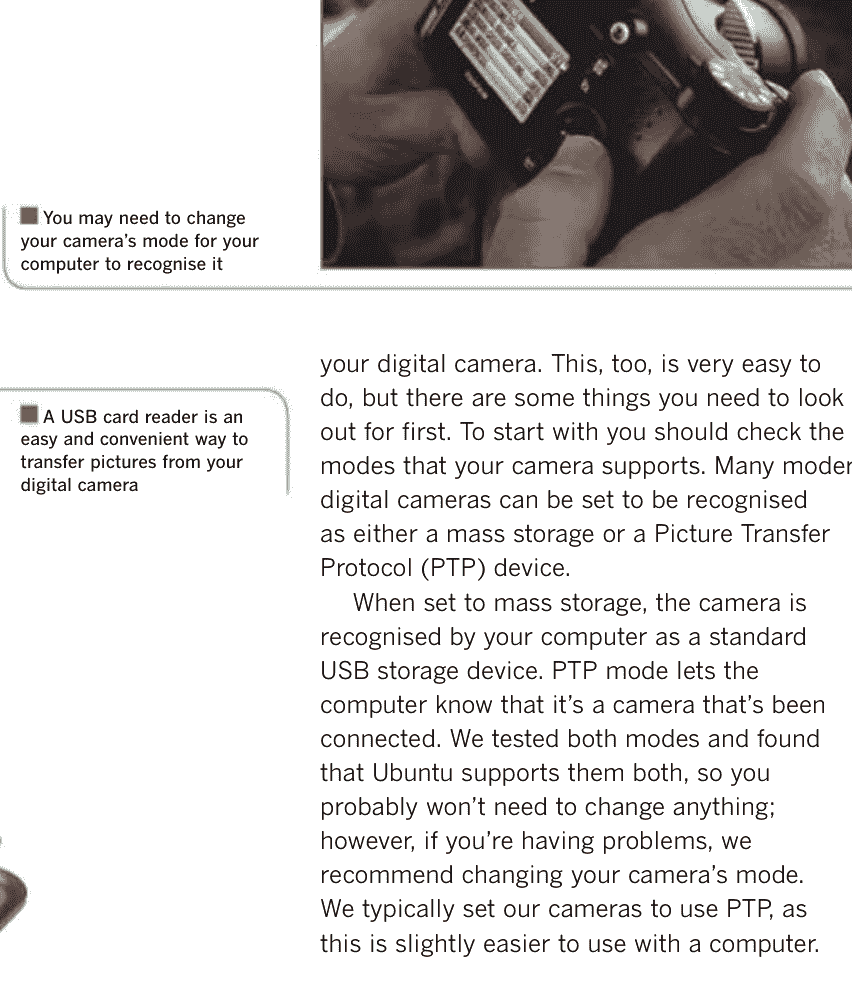 You may need to change
your camera's mode for your
computer to recognise it
A USB card reader is an
easy and convenient way to
transfer pictures from your
digital camera
your digital camera. This, too, is very easy to
do, but there are some things you need to look
out for first. To start with you should check the
modes that your camera supports. Many moder
digital cameras can be set to be recognised
as either a mass storage or a Picture Transfer
Protocol (PTP) device.
When set to mass storage, the camera is
recognised by your computer as a standard
USB storage device. PTP mode lets the
computer know that it's a camera that's been
connected. We tested both modes and found
that Ubuntu supports them both, so you
probably won't need to change anything;
however, if you're having problems, we
recommend changing your camera's mode.
We typically set our cameras to use PTP, as
this is slightly easier to use with a computer.